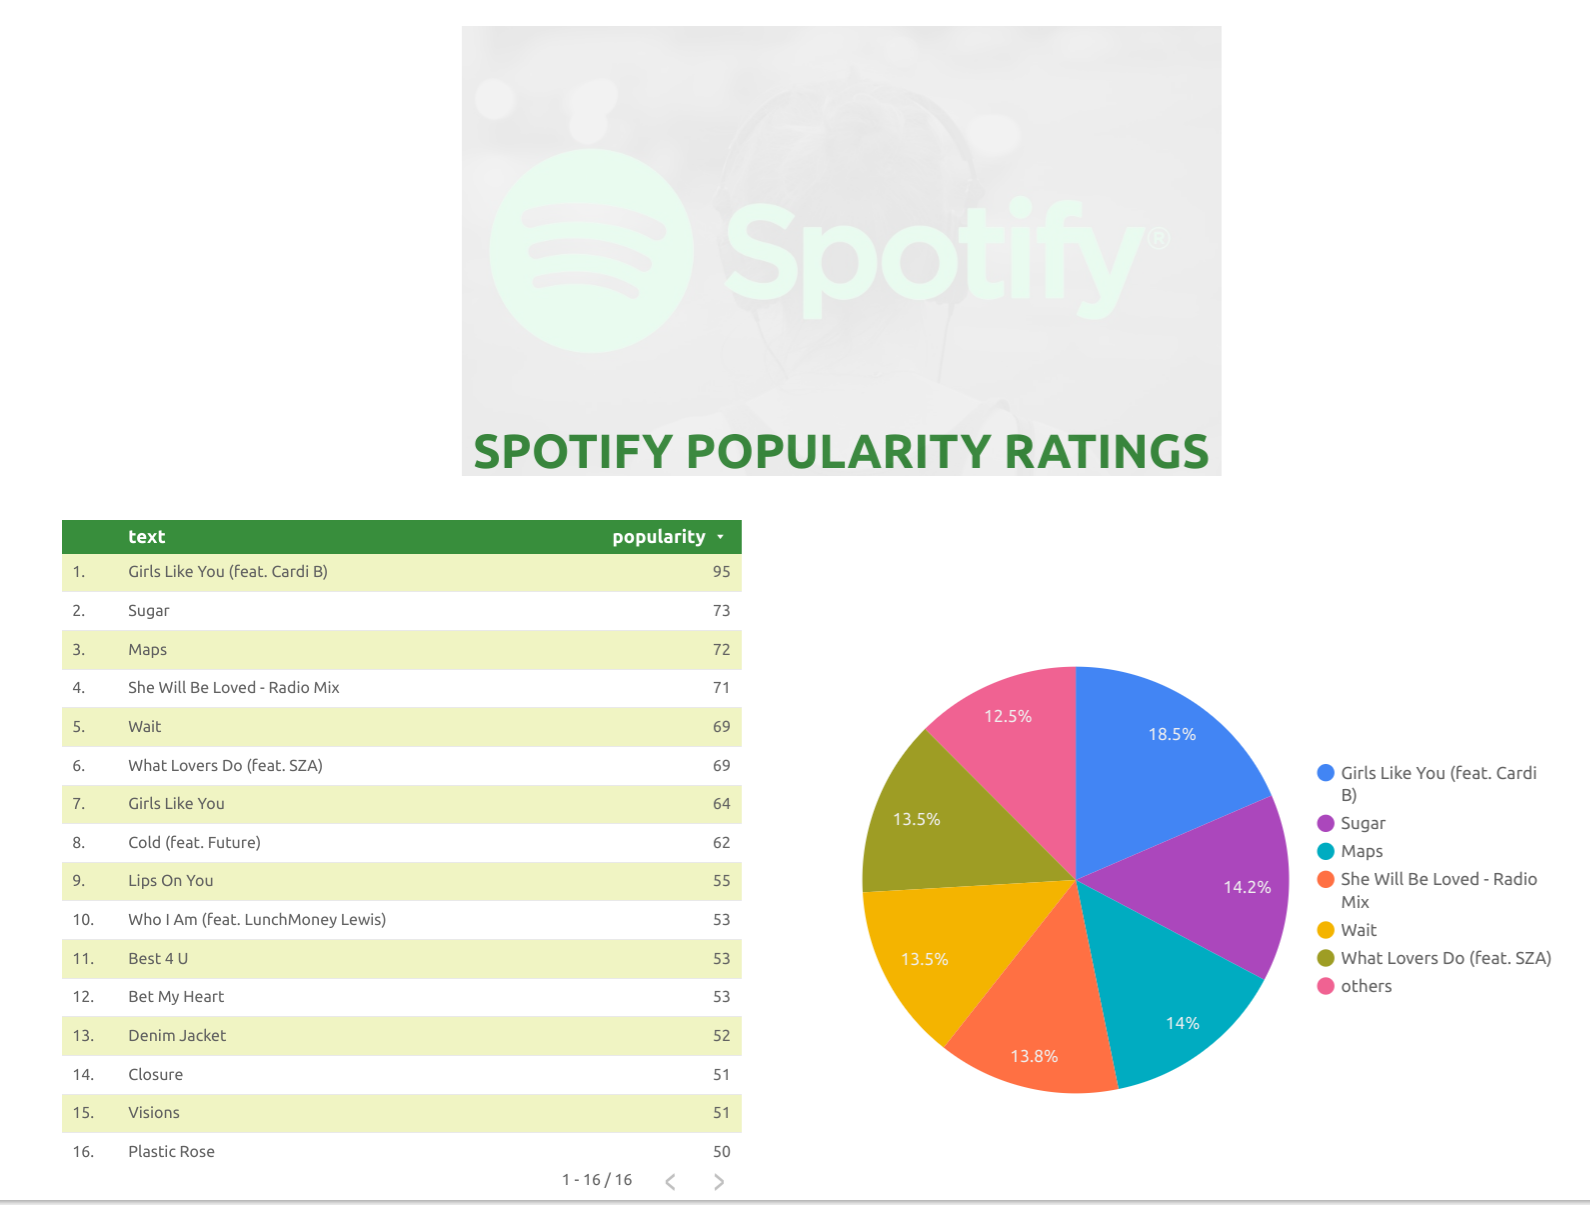 Spotify®
SPOTIFY POPULARITY RATINGS
text popularity
1. Girls Like You (feat. Cardi B) 95
2. Sugar 73
3. Maps 72
4. She Will Be Loved - Radio Mix 71
5. Wait 69
6. What Lovers Do (feat. SZA) 69
7. Girls Like You 64
8. Cold (feat. Future) 62
9. Lips On You 55
10. Who I Am (feat. LunchMoney Lewis) 53
11. Best 4 U 53
12. Bet My Heart 53
13. Denim Jacket 52
14. Closure 51
15. Visions 51
16. Plastic Rose 50
1 - 16 / 16
12.5%
18.5%
13.5%
14.2%
13.5%
14%
13.8%
Girls Like You (feat. Cardi
B)
Sugar
Maps
She Will Be Loved - Radio
Mix
Wait
What Lovers Do (feat. SZA)
others